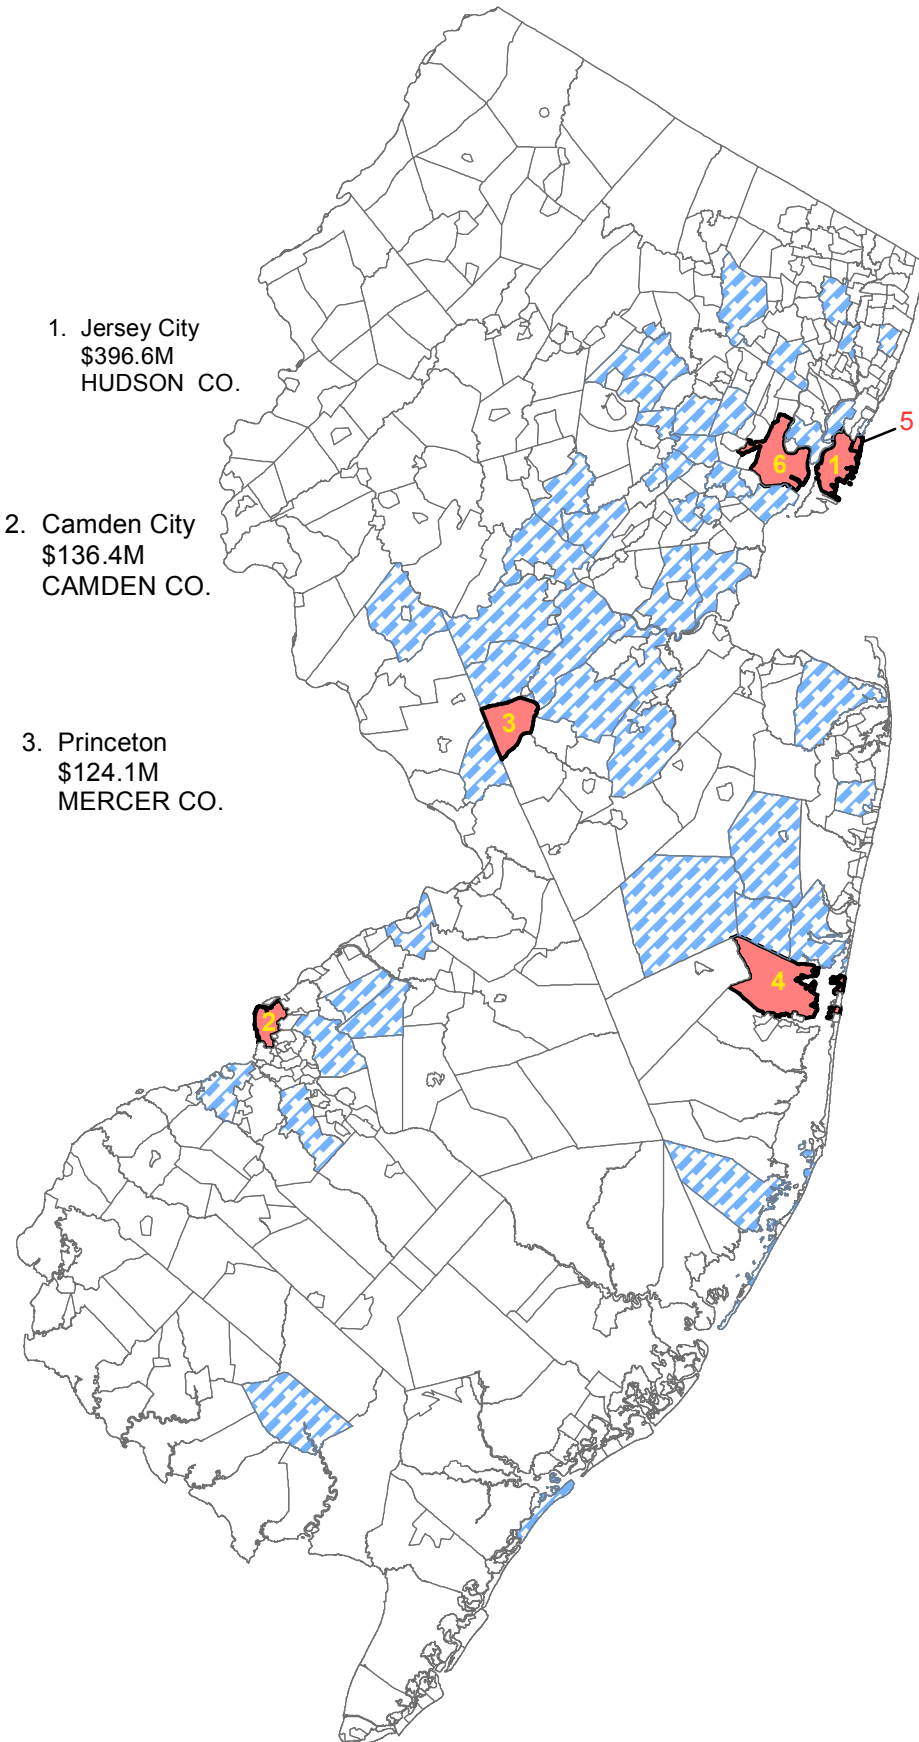 1. Jersey City
$396.6M
HUDSON CO.
5
6
1
2. Camden City
$136.4M
CAMDEN CO.
3
3. Princeton
$124.1M
MERCER CO.
4
2